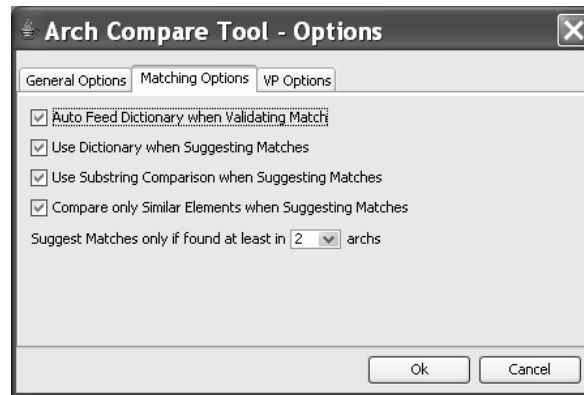 Arch Compare Tool - Options
General Options Matching Options VP Options
Auto Feed Dictionary when Validating Match
Use Dictionary when Suggesting Matches
Use Substring Comparison when Suggesting Matches
Compare only Similar Elements when Suggesting Matches
Suggest Matches only if found at least in 2 archs
Ok Cancel